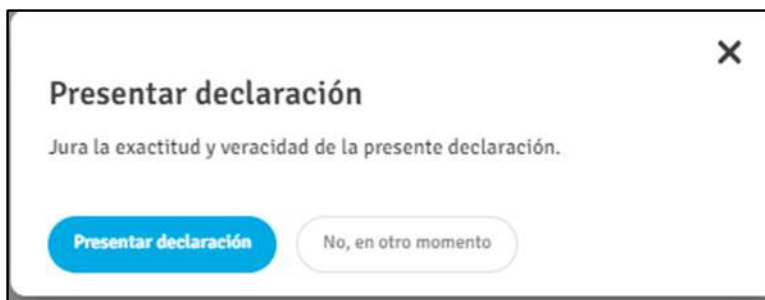 Presentar declaración
Jura la exactitud y veracidad de la presente declaración.
Presentar declaración
No, en otro momento